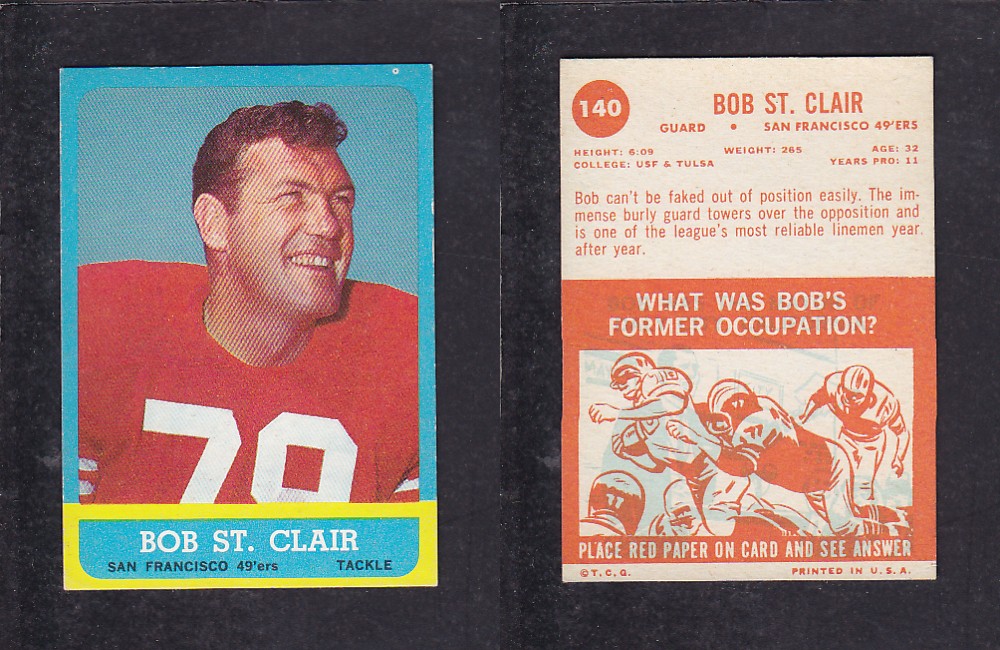 79
BOB ST. CLAIR
SAN FRANCISCO 49'ers TACKLE
140
BOB ST. CLAIR
GUARD • SAN FRANCISCO 49'ERS
HEIGHT: 6:09 WEIGHT: 265 AGE: 32
COLLEGE: USF & TULSA YEARS PRO: 11
Bob can't be faked out of position easily. The im-
mense burly guard towers over the opposition and
is one of the league's most reliable linemen year
after year.
WHAT WAS BOB'S
FORMER OCCUPATION?
77
77
77
PLACE RED PAPER ON CARD AND SEE ANSWER
©T.C.G. PRINTED IN U.S.A.